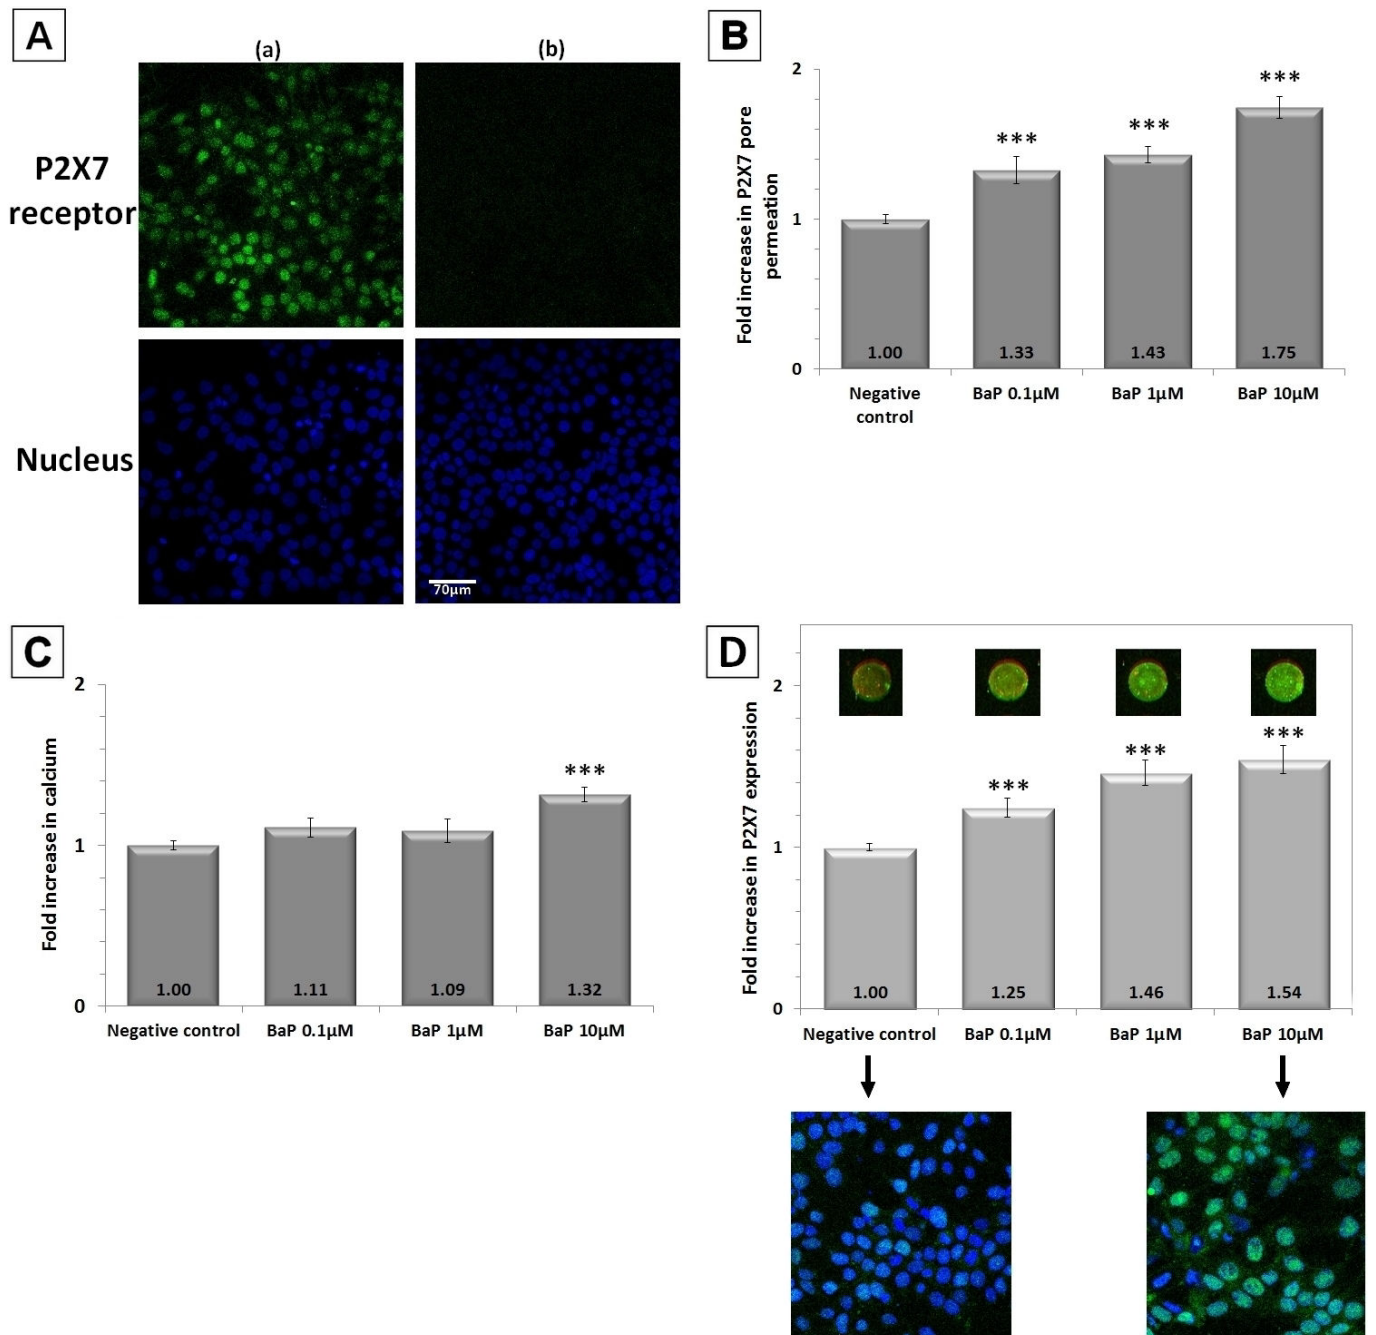 A
(a)
(b)
P2X7
receptor
Nucleus
70μm
B
Fold increase in P2X7 pore
permeation
2
1
0
***
***
***
1.00
1.33
1.43
1.75
Negative
control
BaP 0.1μM
BaP 1μM
BaP 10μM
C
Fold increase in calcium
2
1
0
***
1.00
1.11
1.09
1.32
Negative control
BaP 0.1μM
BaP 1μM
BaP 10μM
D
Fold increase in P2X7 expression
2
1
0
***
***
***
1.00
1.25
1.46
1.54
Negative control
BaP 0.1μM
BaP 1μM
BaP 10μM